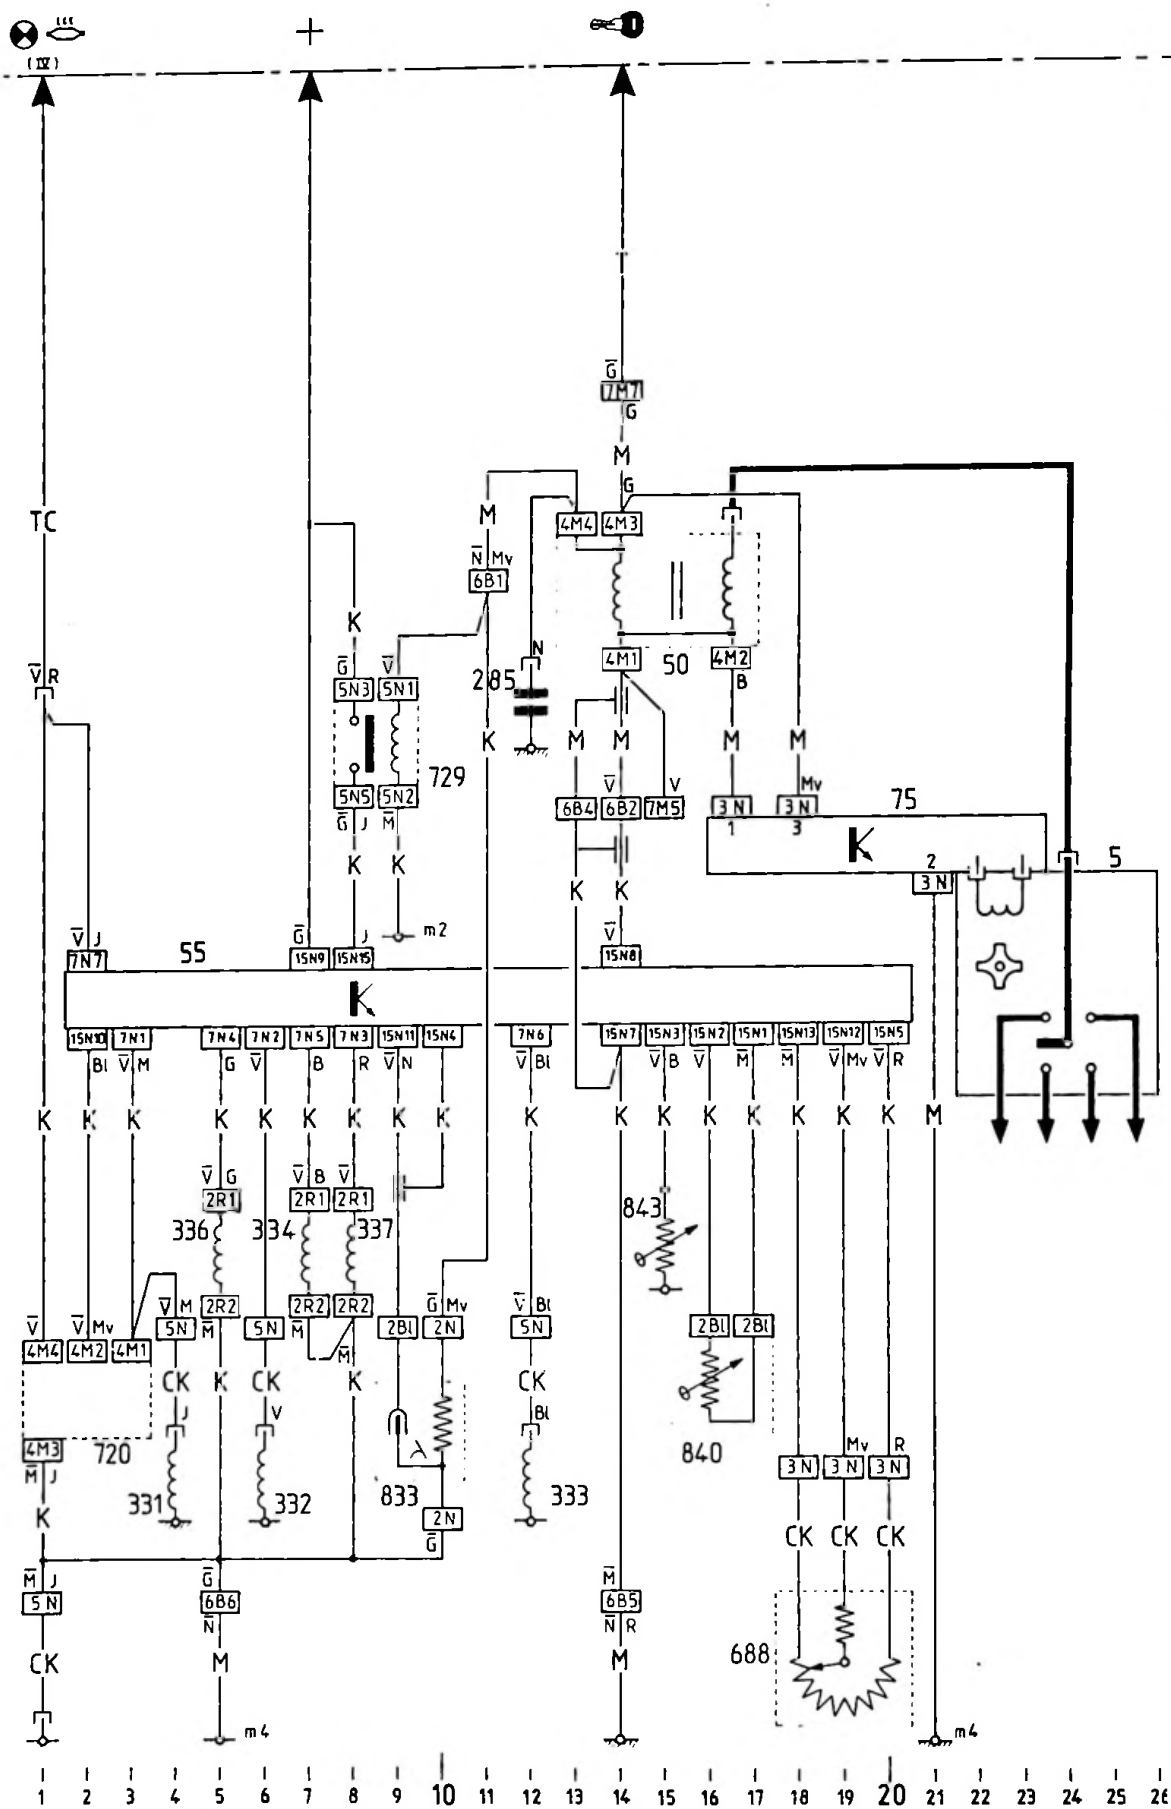 (IV)
+
G̅
7M7
G̅
M
G
TC
M
4M4 4M3
N̅ Mv
6B1
K
N
V̅ R
G̅ V̅
5N3 5N1
4M1 50 4M2
B
285
K
M M M M
729
V V̅ Mv
5N5 5N2
6B4 6B2 7M5 3N 3N 75
G̅ J M̅
1 3
K K
2 5
3N
K K
m2
V̅ J G̅ J V̅
7N7 55 15N9 15N15 15N8
15N10 7N1 7N4 7N2 7N5 7N3 15N11 15N4 7N6 15N7 15N3 15N2 15N1 15N13 15N12 15N5
Bl V̅ M G V̅ B R V̅ N V̅ Bl V̅ B V̅ M̅ M̅ V̅ Mv V̅ R
K K K K K K K K K K K K K K K K K M
V̅ G V̅ B V̅
2R1 2R1 2R1
843
336 334 337
V̅ M
2R2 2R2 2R2
G̅ Mv V̅ Bl
V̅ V̅ Mv M̅ M̅
5N 5N 2Bl 2N 5N 2Bl 2Bl
4M4 4M2 4M1
M̅
CK K CK K CK
J V Bl
4M3 720
840
Mv R
M̅ J
3N 3N 3N
331 332 833 333
K
2N
G̅
CK CK CK
M̅ J G̅ M̅
5N 6B6 6B5
N̅ N̅ R
CK M M
688
m4 m4
1 2 3 4 5 6 7 8 9 10 11 12 13 14 15 16 17 18 19 20 21 22 23 24 25 26